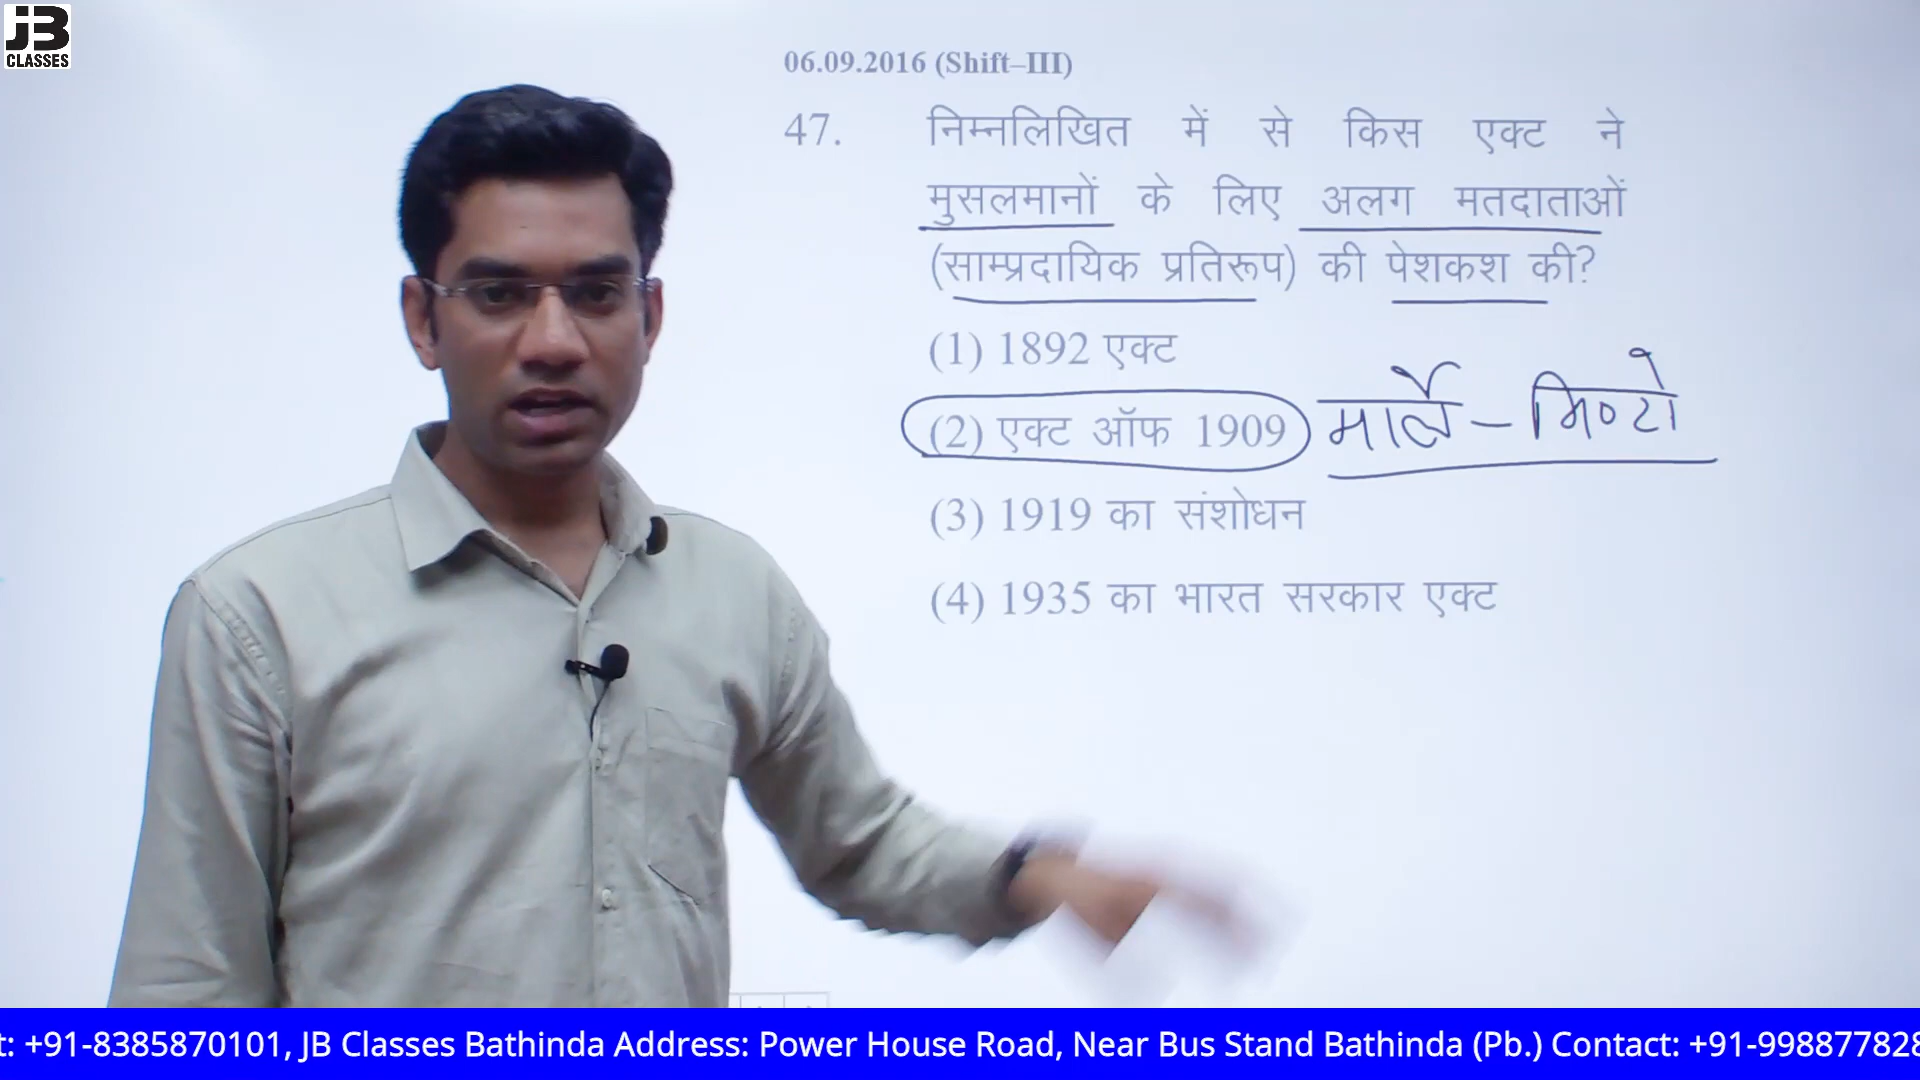 JB
CLASSES
06.09.2016 (Shift–III)
47. निम्नलिखित में से किस एक्ट ने
मुसलमानों के लिए अलग मतदाताओं
(साम्प्रदायिक प्रतिरूप) की पेशकश की?
(1) 1892 एक्ट
(2) एक्ट ऑफ 1909 मार्ले – मिण्टो
(3) 1919 का संशोधन
(4) 1935 का भारत सरकार एक्ट
t: +91-8385870101, JB Classes Bathinda Address: Power House Road, Near Bus Stand Bathinda (Pb.) Contact: +91-998877828